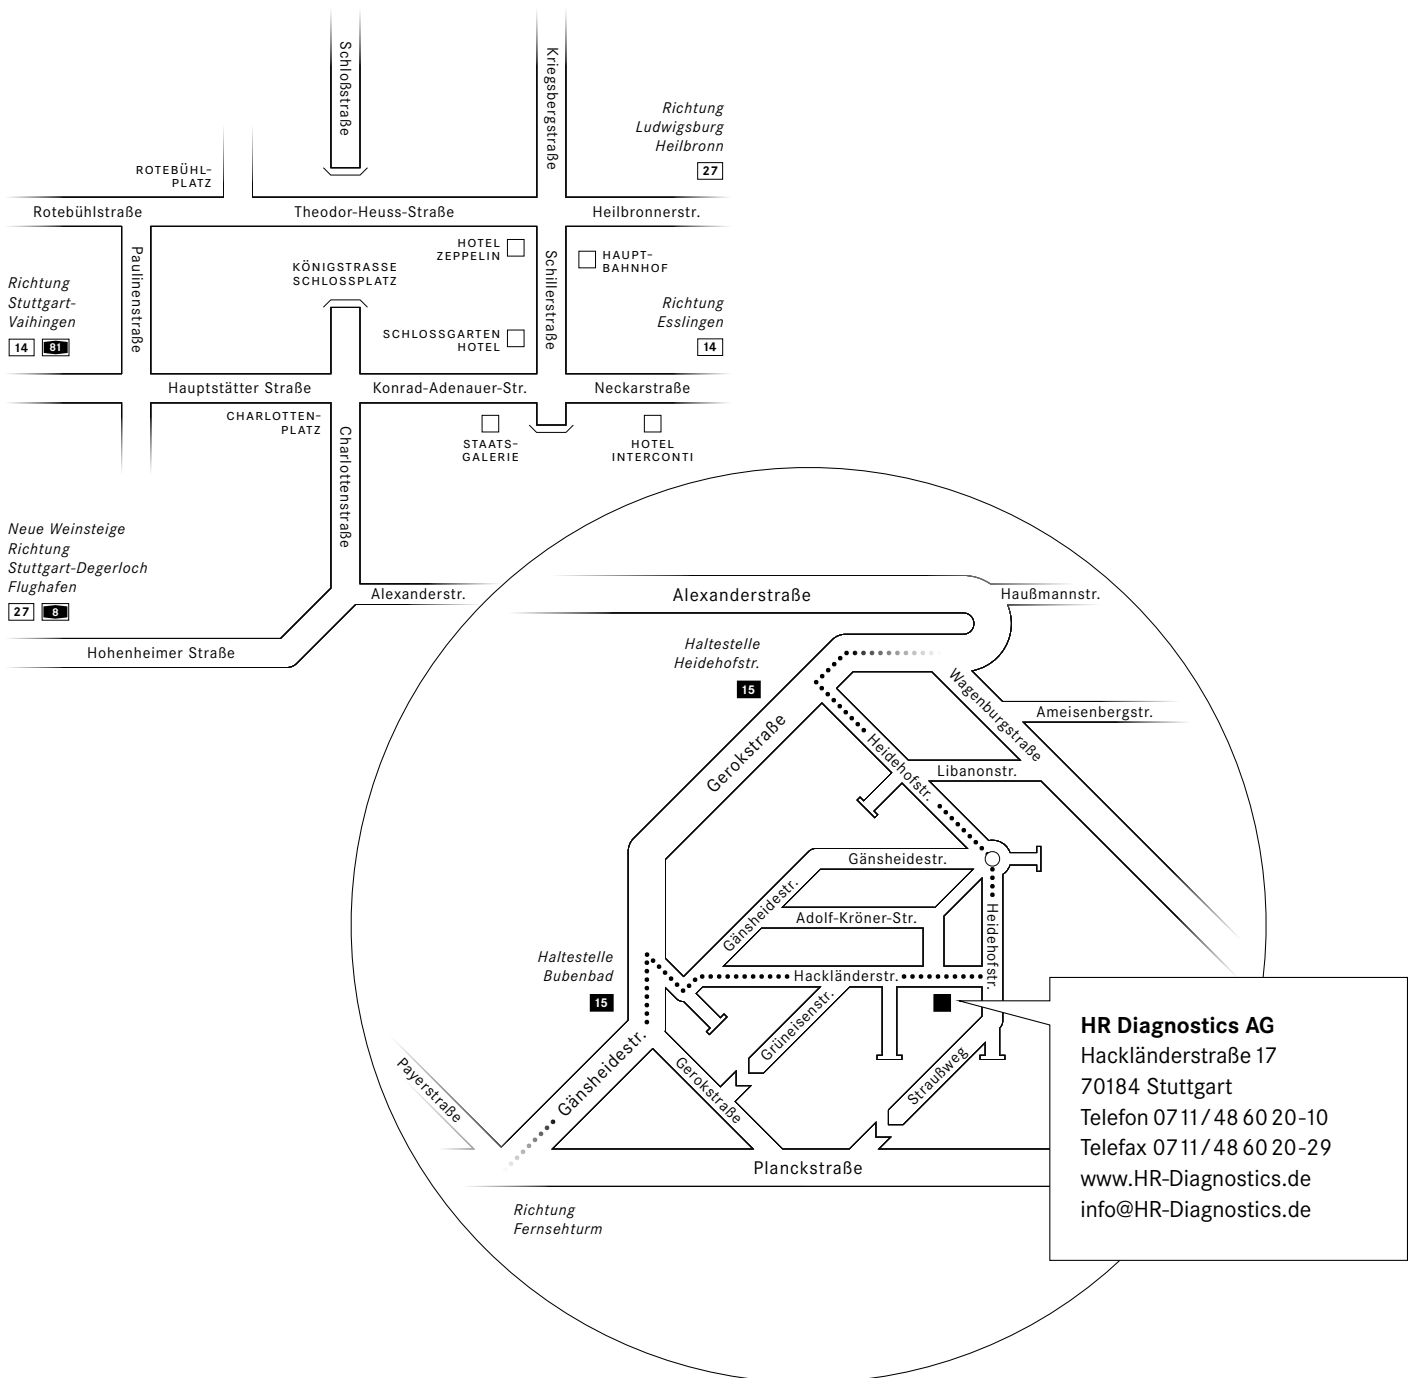 Schloßstraße
Kriegsbergstraße
Richtung
Ludwigsburg
Heilbronn
27
ROTEBÜHL-
PLATZ
Rotebühlstraße
Theodor-Heuss-Straße
Heilbronnerstr.
Paulinenstraße
HOTEL
ZEPPELIN
Schillerstraße
HAUPT-
BAHNHOF
KÖNIGSTRASSE
SCHLOSSPLATZ
Richtung
Stuttgart-
Vaihingen
14 81
Richtung
Esslingen
14
SCHLOSSGARTEN
HOTEL
Hauptstätter Straße
Konrad-Adenauer-Str.
Neckarstraße
CHARLOTTEN-
PLATZ
Charlottenstraße
STAATS-
GALERIE
HOTEL
INTERCONTI
Neue Weinsteige
Richtung
Stuttgart-Degerloch
Flughafen
27 8
Alexanderstr.
Hohenheimer Straße
Alexanderstraße
Haußmannstr.
Haltestelle
Heidehofstr.
15
Wagenburgstraße
Ameisenbergstr.
Gerokstraße
Heidehofstr.
Libanonstr.
Gänsheidestr.
Gänsheidestr.
Adolf-Kröner-Str.
Heidehofstr.
Haltestelle
Bubenbad
15
Hackländerstr.
Grüneisenstr.
Gänsheidestr.
Gerokstraße
Straußweg
Payerstraße
Planckstraße
Richtung
Fernsehturm
HR Diagnostics AG
Hackländerstraße 17
70184 Stuttgart
Telefon 07 11 / 48 60 20-10
Telefax 07 11 / 48 60 20-29
www.HR-Diagnostics.de
info@HR-Diagnostics.de